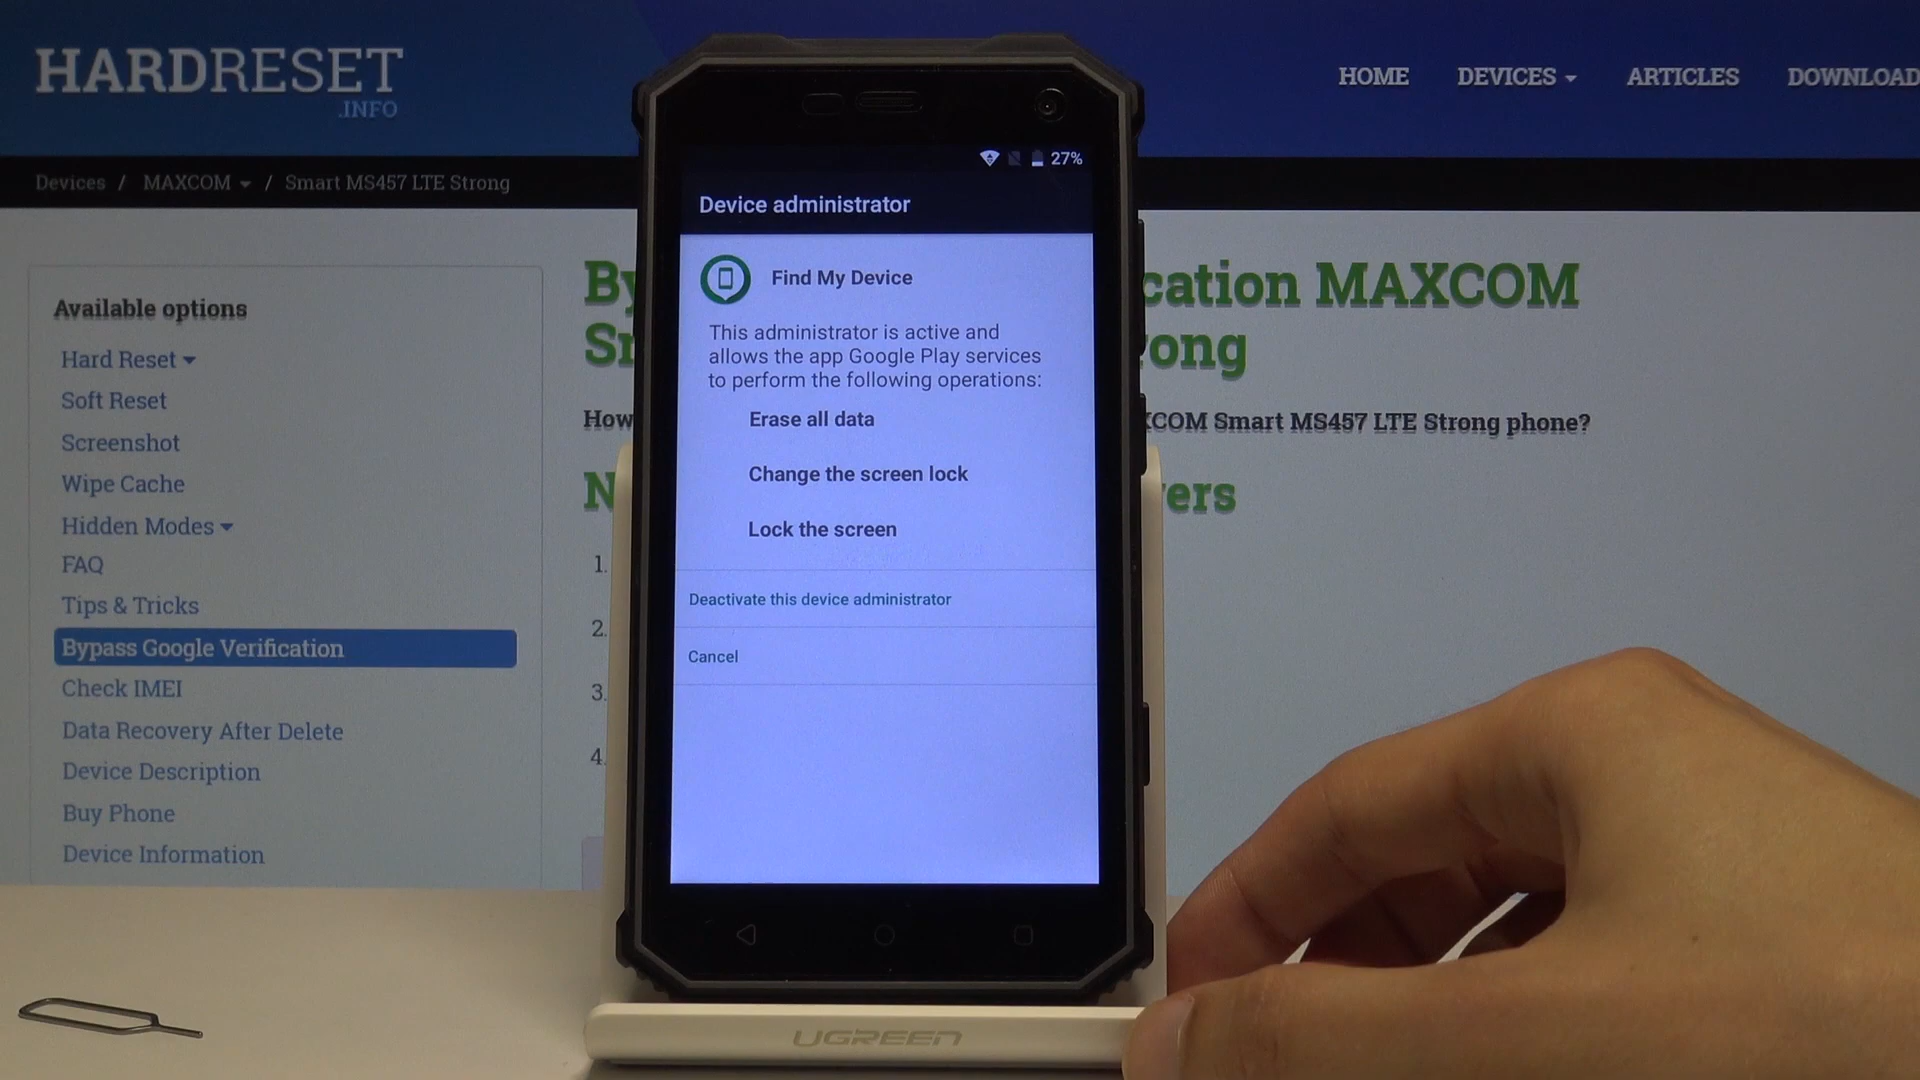 HARDRESET
.INFO
HOME DEVICES ARTICLES DOWNLOAD
Devices / MAXCOM / Smart MS457 LTE Strong
Available options
Hard Reset
Soft Reset
Screenshot
Wipe Cache
Hidden Modes
FAQ
Tips & Tricks
Bypass Google Verification
Check IMEI
Data Recovery After Delete
Device Description
Buy Phone
Device Information
27%
Device administrator
Find My Device
This administrator is active and
allows the app Google Play services
to perform the following operations:
Erase all data
Change the screen lock
Lock the screen
Deactivate this device administrator
Cancel
MAXCOM
How
Smart MS457 LTE Strong phone?
1.
2.
3.
4.
UGREEN